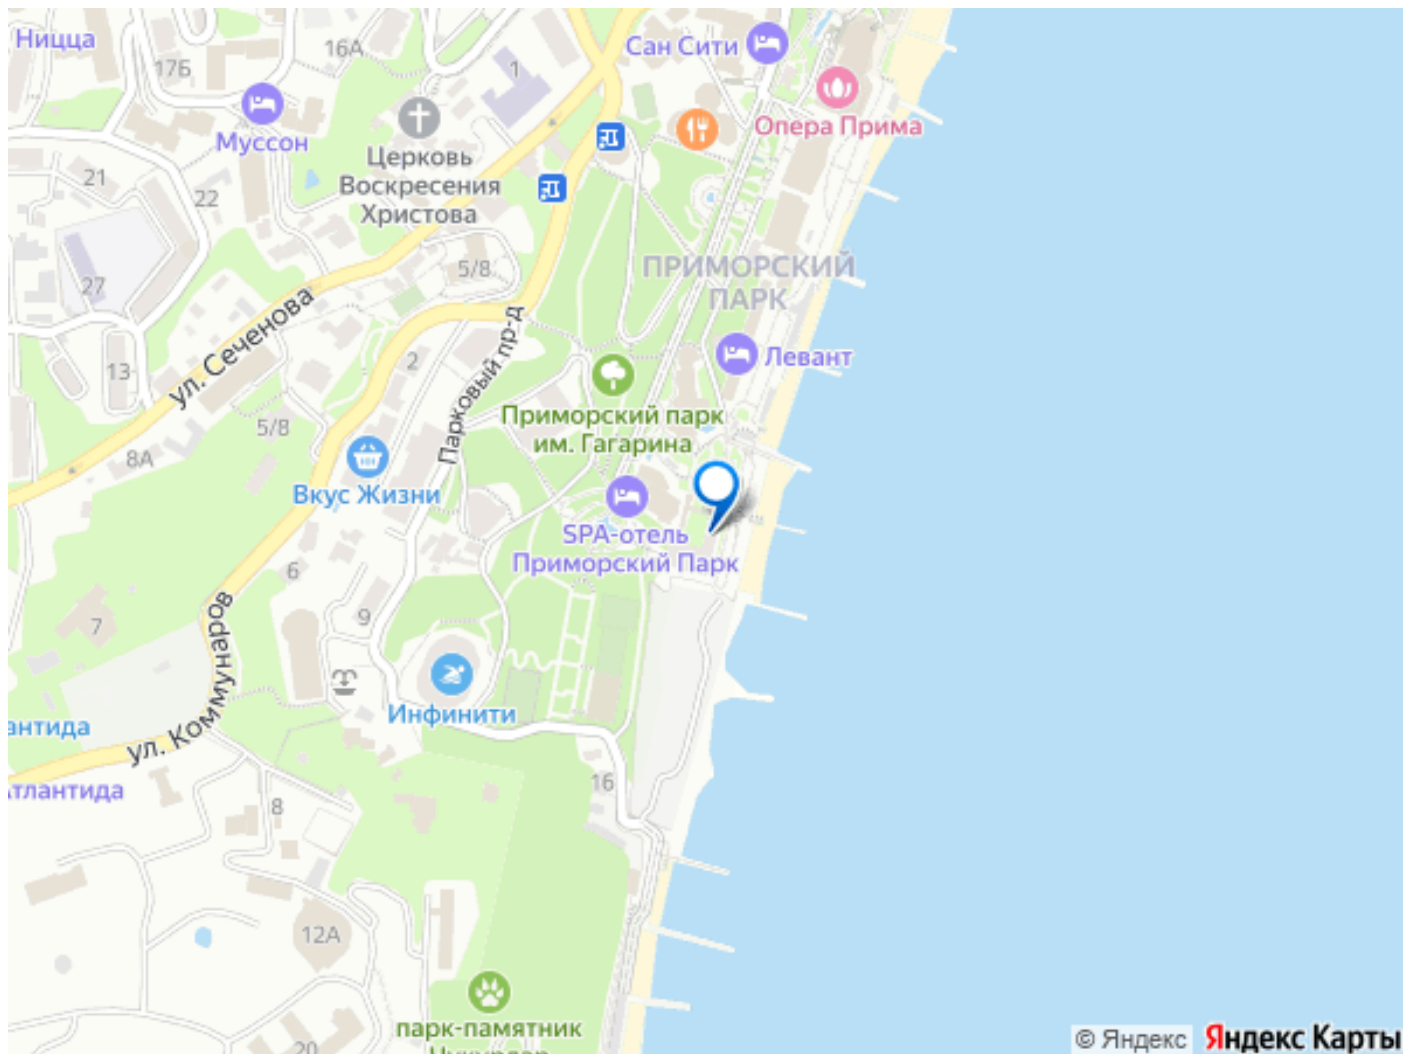 Ницца
16А
17Б
1
Сан Сити
Муссон
Опера Прима
Церковь
Воскресения
Христова
21
22
5/8
ПРИМОРСКИЙ
ПАРК
27
ул. Сеченова
13
2
Парковый пр-д
Левант
Приморский парк
им. Гагарина
5/8
8А
Вкус Жизни
SPA-отель
Приморский Парк
6
9
7
ул. Коммунаров
Инфинити
антида
тлантида
16
8
12А
парк-памятник
20
© Яндекс
Яндекс Карты